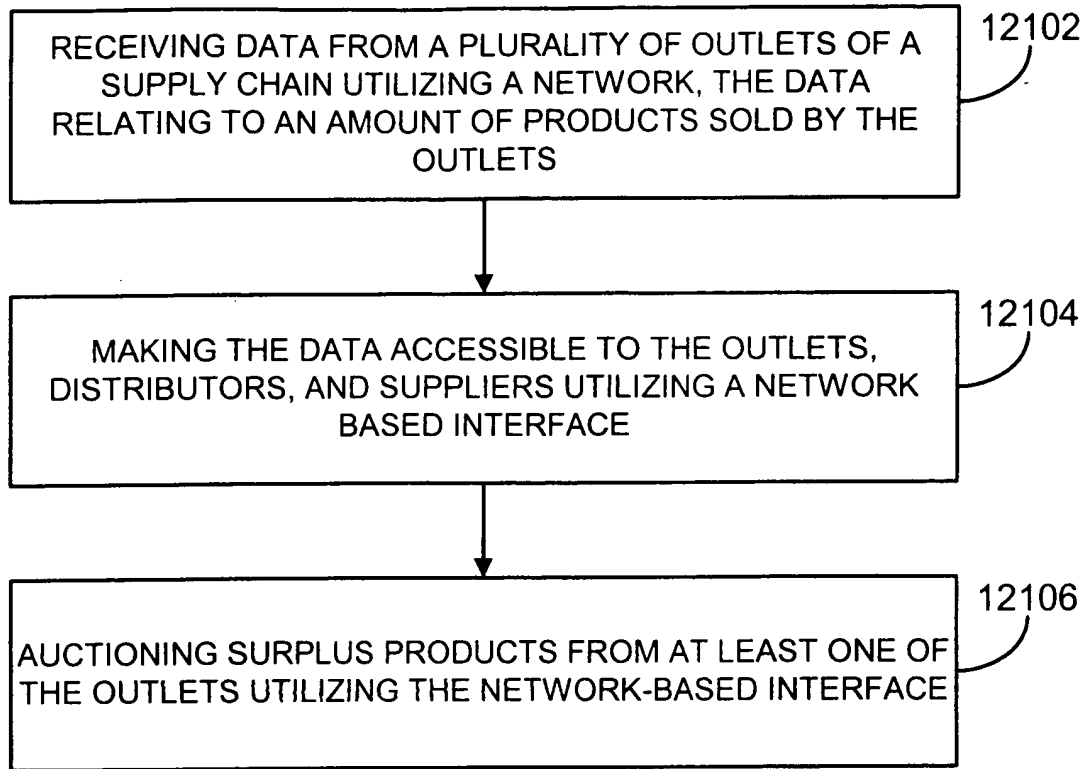 RECEIVING DATA FROM A PLURALITY OF OUTLETS OF A
SUPPLY CHAIN UTILIZING A NETWORK, THE DATA
RELATING TO AN AMOUNT OF PRODUCTS SOLD BY THE
OUTLETS
12102
MAKING THE DATA ACCESSIBLE TO THE OUTLETS,
DISTRIBUTORS, AND SUPPLIERS UTILIZING A NETWORK
BASED INTERFACE
12104
AUCTIONING SURPLUS PRODUCTS FROM AT LEAST ONE OF
THE OUTLETS UTILIZING THE NETWORK-BASED INTERFACE
12106